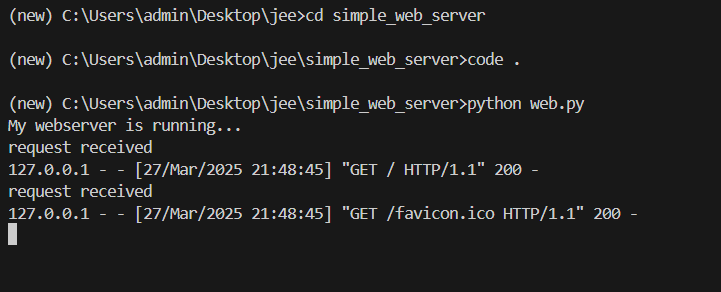 (new) C:\Users\admin\Desktop\jee>cd simple_web_server
(new) C:\Users\admin\Desktop\jee\simple_web_server>code .
(new) C:\Users\admin\Desktop\jee\simple_web_server>python web.py
My webserver is running...
request received
127.0.0.1 - - [27/Mar/2025 21:48:45] "GET / HTTP/1.1" 200 -
request received
127.0.0.1 - - [27/Mar/2025 21:48:45] "GET /favicon.ico HTTP/1.1" 200 -